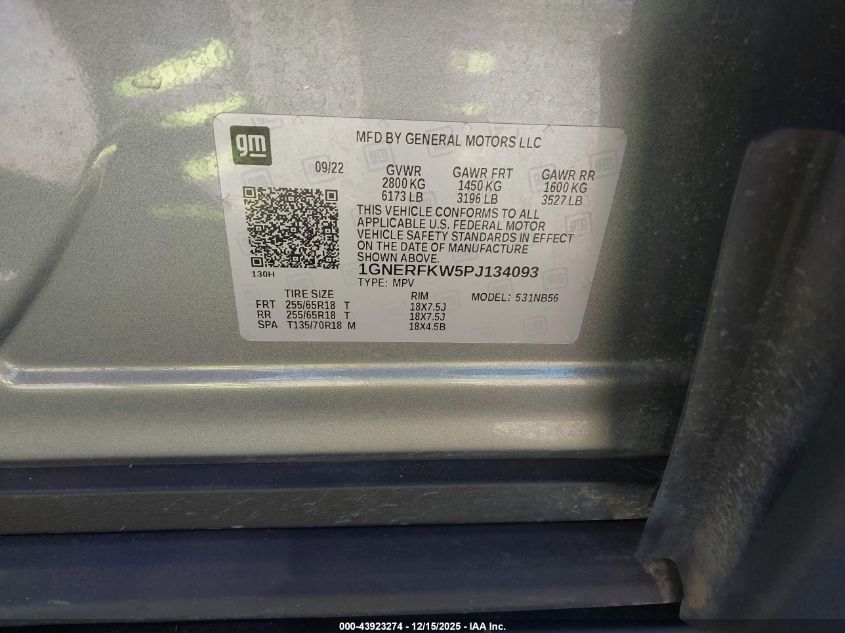 gm
MFD BY GENERAL MOTORS LLC
09/22
GVWR GAWR FRT GAWR RR
2800 KG 1450 KG 1600 KG
6173 LB 3196 LB 3527 LB
THIS VEHICLE CONFORMS TO ALL
APPLICABLE U.S. FEDERAL MOTOR
VEHICLE SAFETY STANDARDS IN EFFECT
ON THE DATE OF MANUFACTURE
SHOWN ABOVE.
130H
1GNERFKW5PJ134093
TYPE: MPV MODEL: 531NB56
TIRE SIZE RIM
FRT 255/65R18 T 18X7.5J
RR 255/65R18 T 18X7.5J
SPA T135/70R18 M 18X4.5B
000-43923274 - 12/15/2025 - IAA Inc.